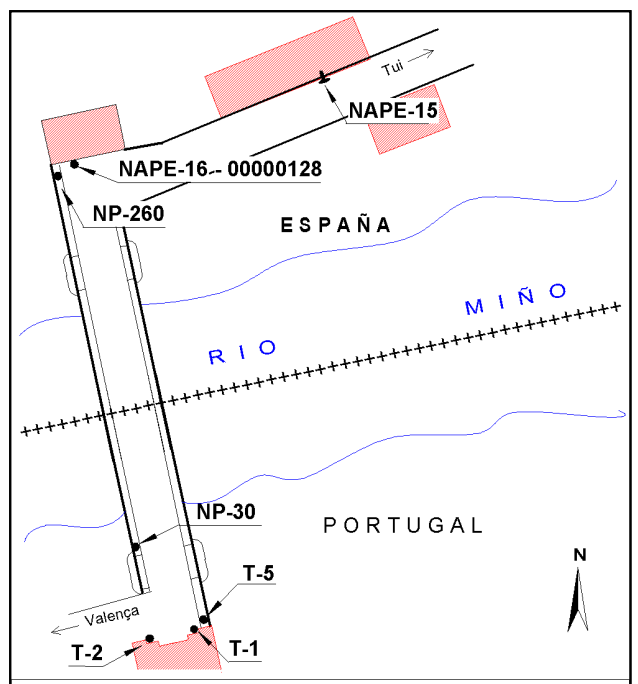 Tui
NAPE-15
NAPE-16.- 00000128
NP-260
ESPAÑA
RIO MIÑO
NP-30
PORTUGAL
N
T-5
Valença
T-2
T-1